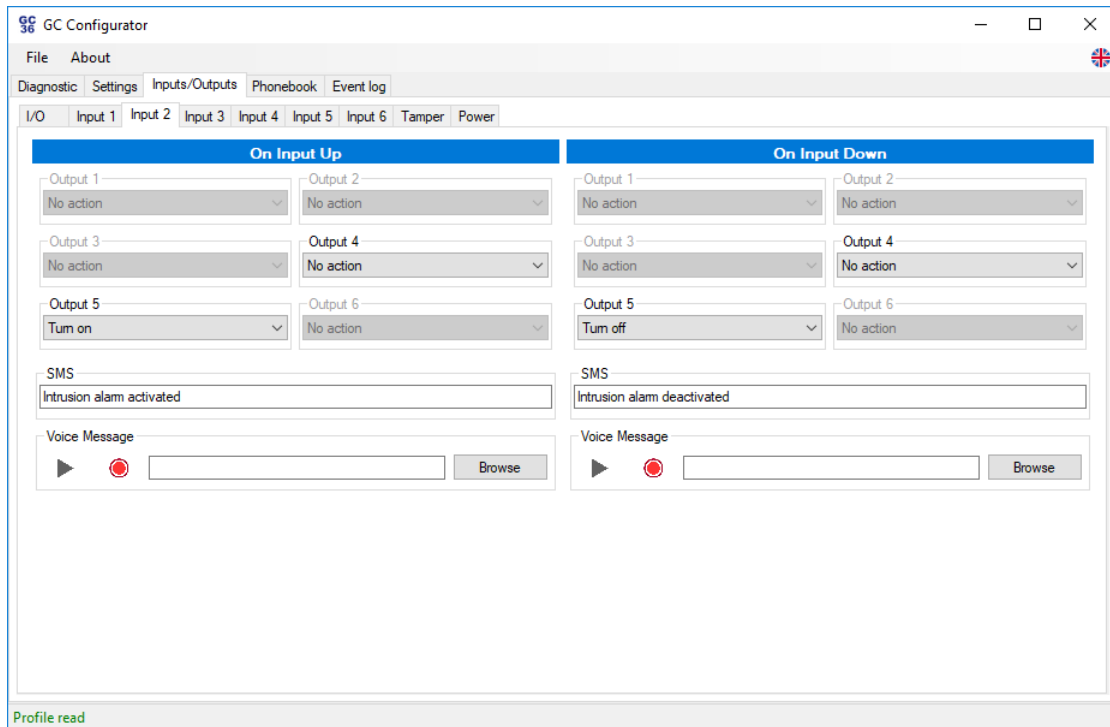 GC 36 GC Configurator
File About
Diagnostic Settings Inputs/Outputs Phonebook Event log
I/O Input 1 Input 2 Input 3 Input 4 Input 5 Input 6 Tamper Power
On Input Up On Input Down
Output 1 Output 2 Output 1 Output 2
No action No action No action No action
Output 3 Output 4 Output 3 Output 4
No action No action No action No action
Output 5 Output 6 Output 5 Output 6
Turn on No action Turn off No action
SMS SMS
Intrusion alarm activated Intrusion alarm deactivated
Voice Message Voice Message
Browse Browse
Profile read